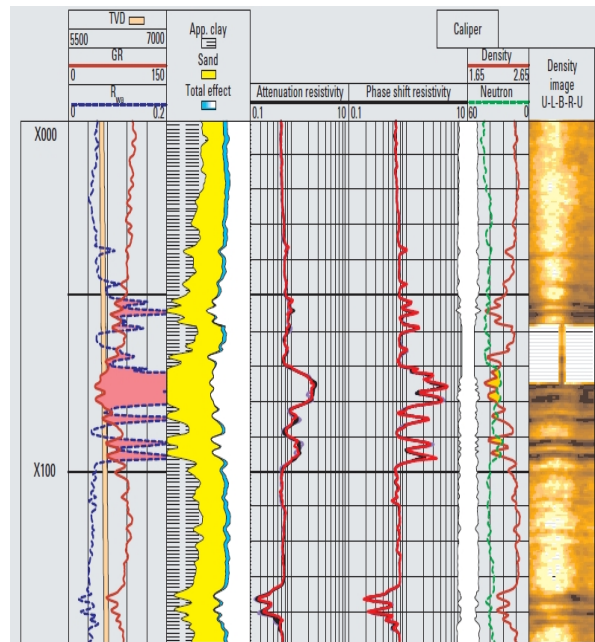 TVD
5500 7000
GR
0 150
Rwa
0 0.2
App. clay
Sand
Total effect
Attenuation resistivity
0.1 10
Phase shift resistivity
0.1 10
Caliper
Density
1.65 2.65
Neutron
60 0
Density
image
U-L-B-R-U
X000
X100